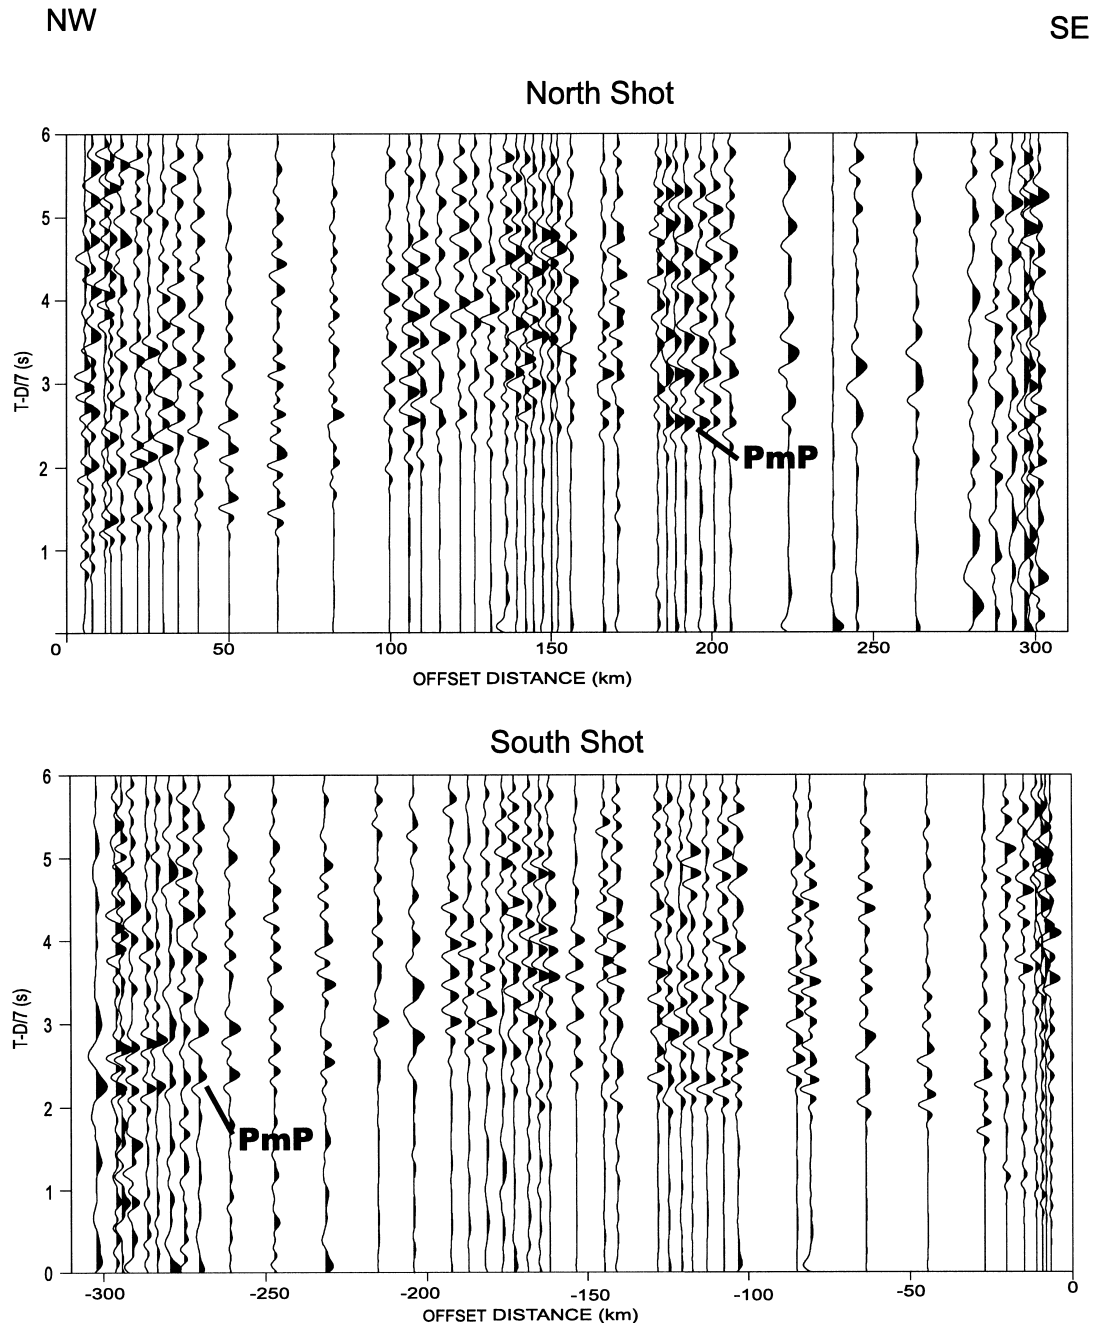 NW SE
North Shot
6
5
4
3
2
1
T-D/7 (s)
PmP
0 50 100 150 200 250 300
OFFSET DISTANCE (km)
South Shot
6
5
4
3
2
1
0
T-D/7 (s)
PmP
-300 -250 -200 -150 -100 -50 0
OFFSET DISTANCE (km)